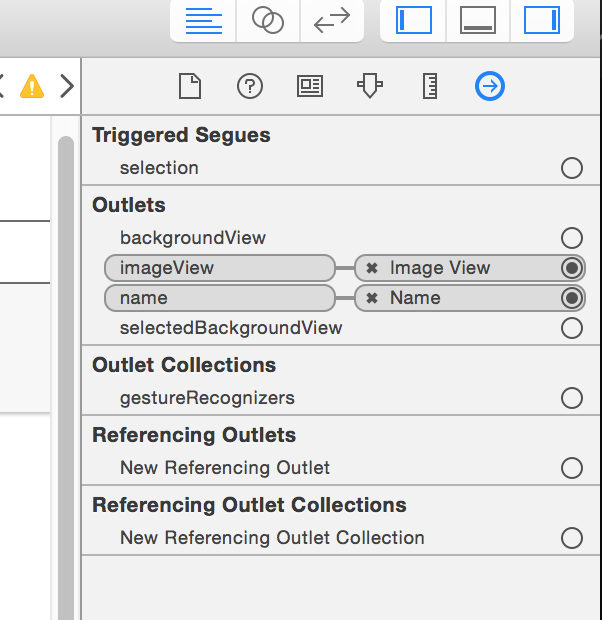 Triggered Segues
selection
Outlets
backgroundView
imageView Image View
name Name
selectedBackgroundView
Outlet Collections
gestureRecognizers
Referencing Outlets
New Referencing Outlet
Referencing Outlet Collections
New Referencing Outlet Collection